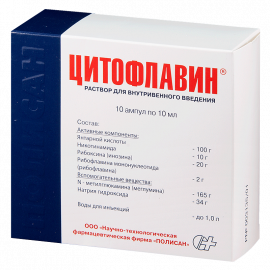 ЦИТОФЛАВИН®
РАСТВОР ДЛЯ ВНУТРИВЕННОГО ВВЕДЕНИЯ
10 ампул по 10 мл
Состав:
Активные компоненты:
Янтарной кислоты - 100 г
Никотинамида - 10 г
Рибоксина (инозина) - 20 г
Рибофлавина мононуклеотида
(рибофлавина) - 2 г
Вспомогательные вещества:
N - метилглюкамина (меглумина) - 165 г
Натрия гидроксида - 34 г
Воды для инъекций - до 1,0 л
ООО «Научно-технологическая
фармацевтическая фирма «ПОЛИСАН»